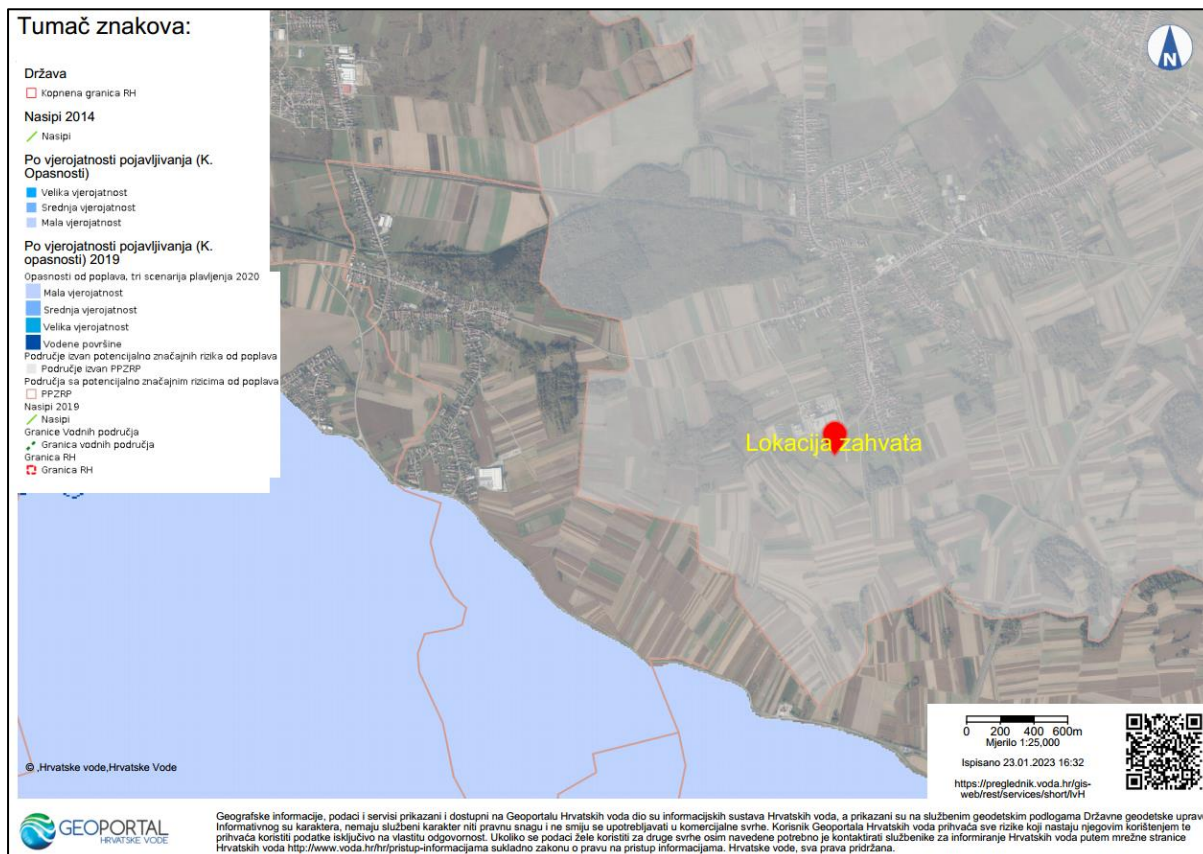 Tumač znakova:
Država
Kopnena granica RH
Nasipi 2014
Nasipi
Po vjerojatnosti pojavljivanja (K.
Opasnosti)
Velika vjerojatnost
Srednja vjerojatnost
Mala vjerojatnost
Po vjerojatnosti pojavljivanja (K.
opasnosti) 2019
Opasnosti od poplava, tri scenarija plavljenja 2020
Mala vjerojatnost
Srednja vjerojatnost
Velika vjerojatnost
Vodene površine
Područje izvan potencijalno značajnih rizika od poplava
Područje izvan PPZRP
Područja sa potencijalno značajnim rizicima od poplava
PPZRP
Nasipi 2019
Nasipi
Granice Vodnih područja
Granica vodnih područja
Granica RH
Granica RH
N
Lokacija zahvata
0 200 400 600m
Mjerilo 1:25,000
Ispisano 23.01.2023 16:32
https://preglednik.voda.hr/gis-
web/rest/services/short/lvH
© ,Hrvatske vode,Hrvatske Vode
GEOPORTAL
HRVATSKE VODE
Geografske informacije, podaci i servisi prikazani i dostupni na Geoportalu Hrvatskih voda dio su informacijskih sustava Hrvatskih voda, a prikazani su na službenim geodetskim podlogama Državne geodetske uprave
Informativnog su karaktera, nemaju službeni karakter niti pravnu snagu i ne smiju se upotrebljavati u komercijalne svrhe. Korisnik Geoportala Hrvatskih voda prihvaća sve rizike koji nastaju njegovim korištenjem te
prihvaća koristiti podatke isključivo na vlastitu odgovornost. Ukoliko se podaci žele koristiti za druge svrhe osim navedene potrebno je kontaktirati službenike za informiranje Hrvatskih voda putem mrežne stranice
Hrvatskih voda http://www.voda.hr/hr/pristup-informacijama sukladno zakonu o pravu na pristup informacijama. Hrvatske vode, sva prava pridržana.